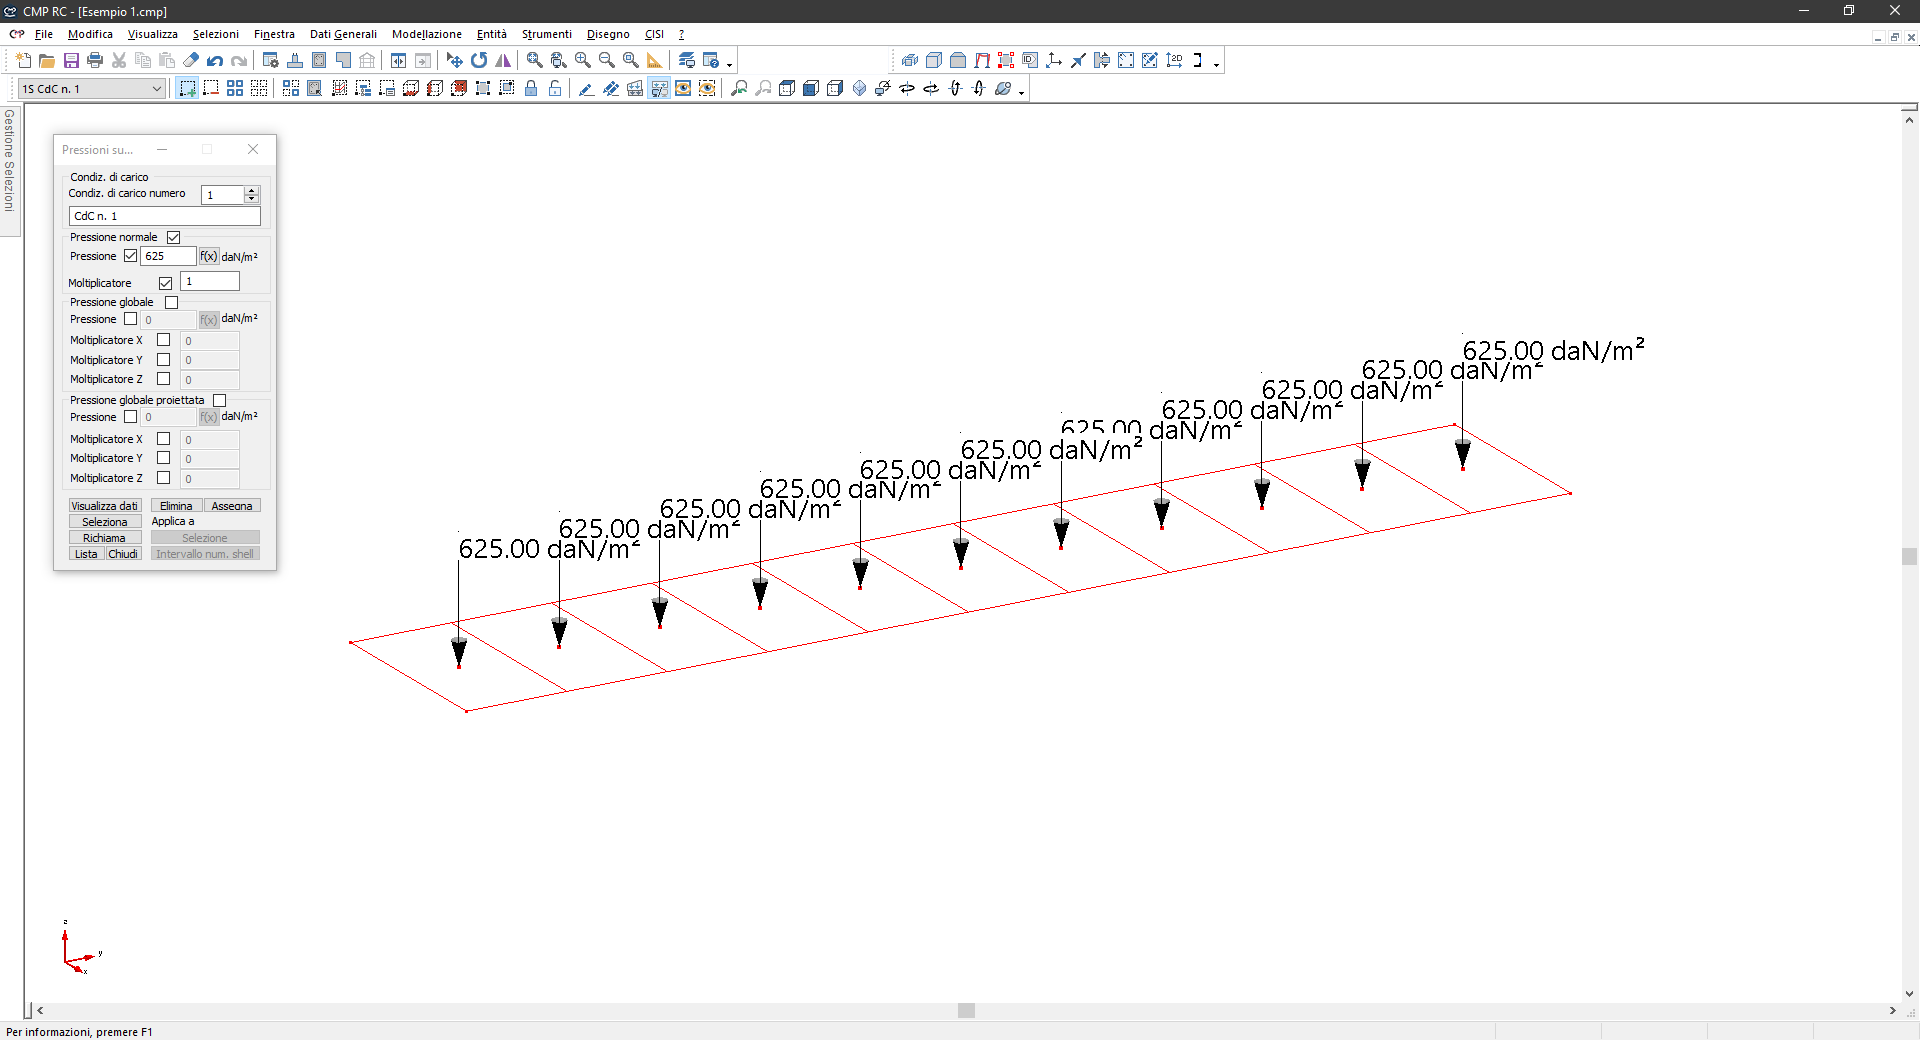 CMP RC - [Esempio 1.cmp]
File Modifica Visualizza Selezioni Finestra Dati Generali Modellazione Entità Strumenti Disegno CISI ?
1S CdC n. 1
Gestione Selezioni
Pressioni su...
Condiz. di carico
Condiz. di carico numero 1
CdC n. 1
Pressione normale
Pressione 625 f(x) daN/m²
Moltiplicatore 1
Pressione globale
Pressione 0 f(x) daN/m²
Moltiplicatore X 0
Moltiplicatore Y 0
Moltiplicatore Z 0
Pressione globale proiettata
Pressione 0 f(x) daN/m²
Moltiplicatore X 0
Moltiplicatore Y 0
Moltiplicatore Z 0
Visualizza dati Elimina Assegna
Seleziona Applica a
Richiama Selezione
Lista Chiudi Intervallo num. shell
625.00 daN/m²
625.00 daN/m²
625.00 daN/m²
625.00 daN/m²
625.00 daN/m²
625.00 daN/m²
625.00 daN/m²
625.00 daN/m²
625.00 daN/m²
625.00 daN/m²
625.00 daN/m²
z
y
x
Per informazioni, premere F1